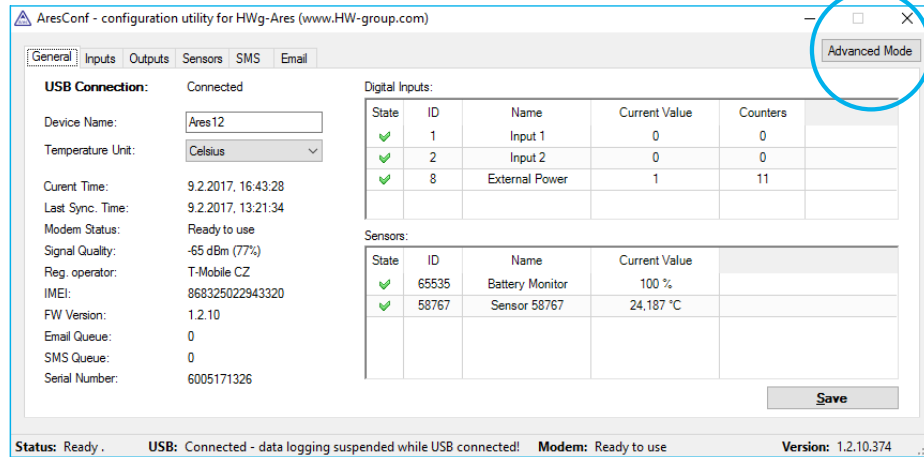 AresConf - configuration utility for HWg-Ares (www.HW-group.com)
General Inputs Outputs Sensors SMS Email
Advanced Mode
USB Connection: Connected
Device Name: Ares12
Temperature Unit: Celsius
Curent Time: 9.2.2017, 16:43:28
Last Sync. Time: 9.2.2017, 13:21:34
Modem Status: Ready to use
Signal Quality: -65 dBm (77%)
Reg. operator: T-Mobile CZ
IMEI: 868325022943320
FW Version: 1.2.10
Email Queue: 0
SMS Queue: 0
Serial Number: 6005171326
Digital Inputs:
State ID Name Current Value Counters
1 Input 1 0 0
2 Input 2 0 0
8 External Power 1 11
Sensors:
State ID Name Current Value
65535 Battery Monitor 100 %
58767 Sensor 58767 24,187 °C
Save
Status: Ready . USB: Connected - data logging suspended while USB connected! Modem: Ready to use Version: 1.2.10.374